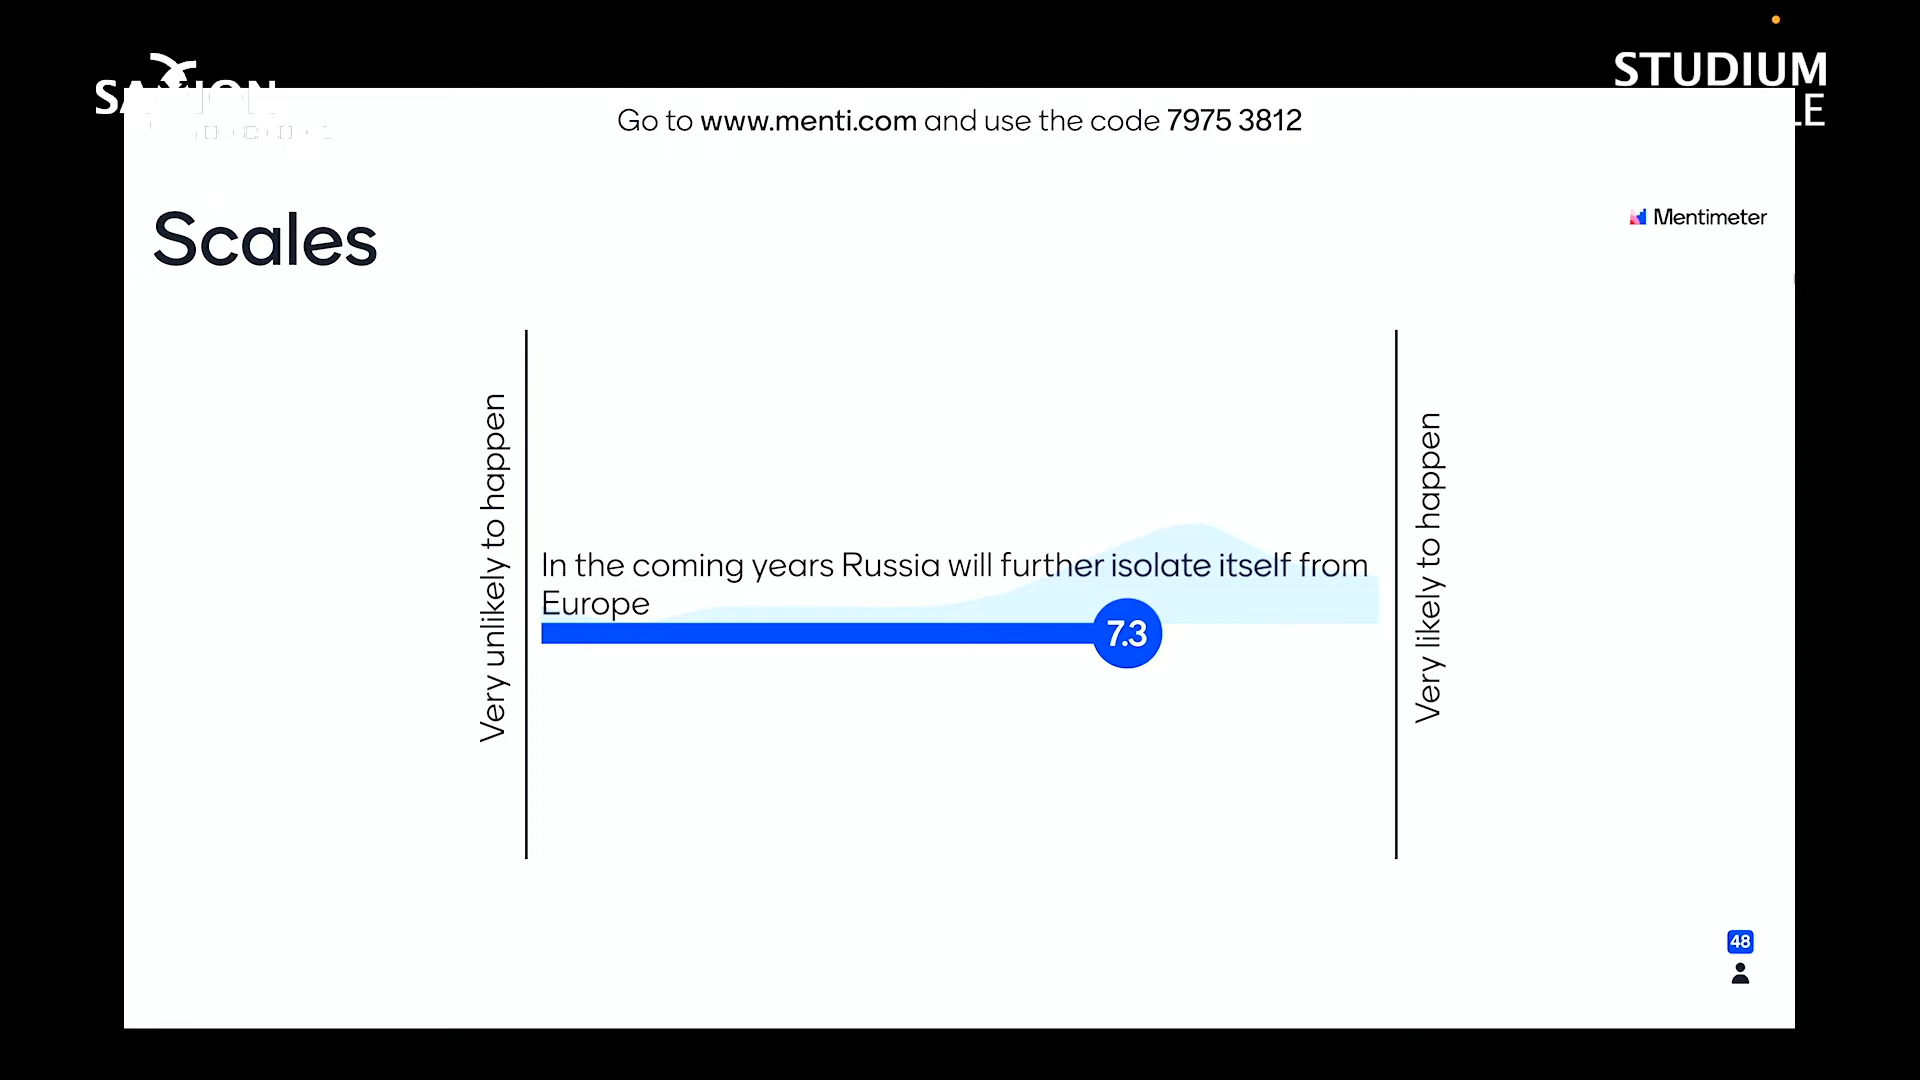 STUDIUM
Go to www.menti.com and use the code 7975 3812
Scales
Mentimeter
Very unlikely to happen
In the coming years Russia will further isolate itself from
Europe
7.3
Very likely to happen
48